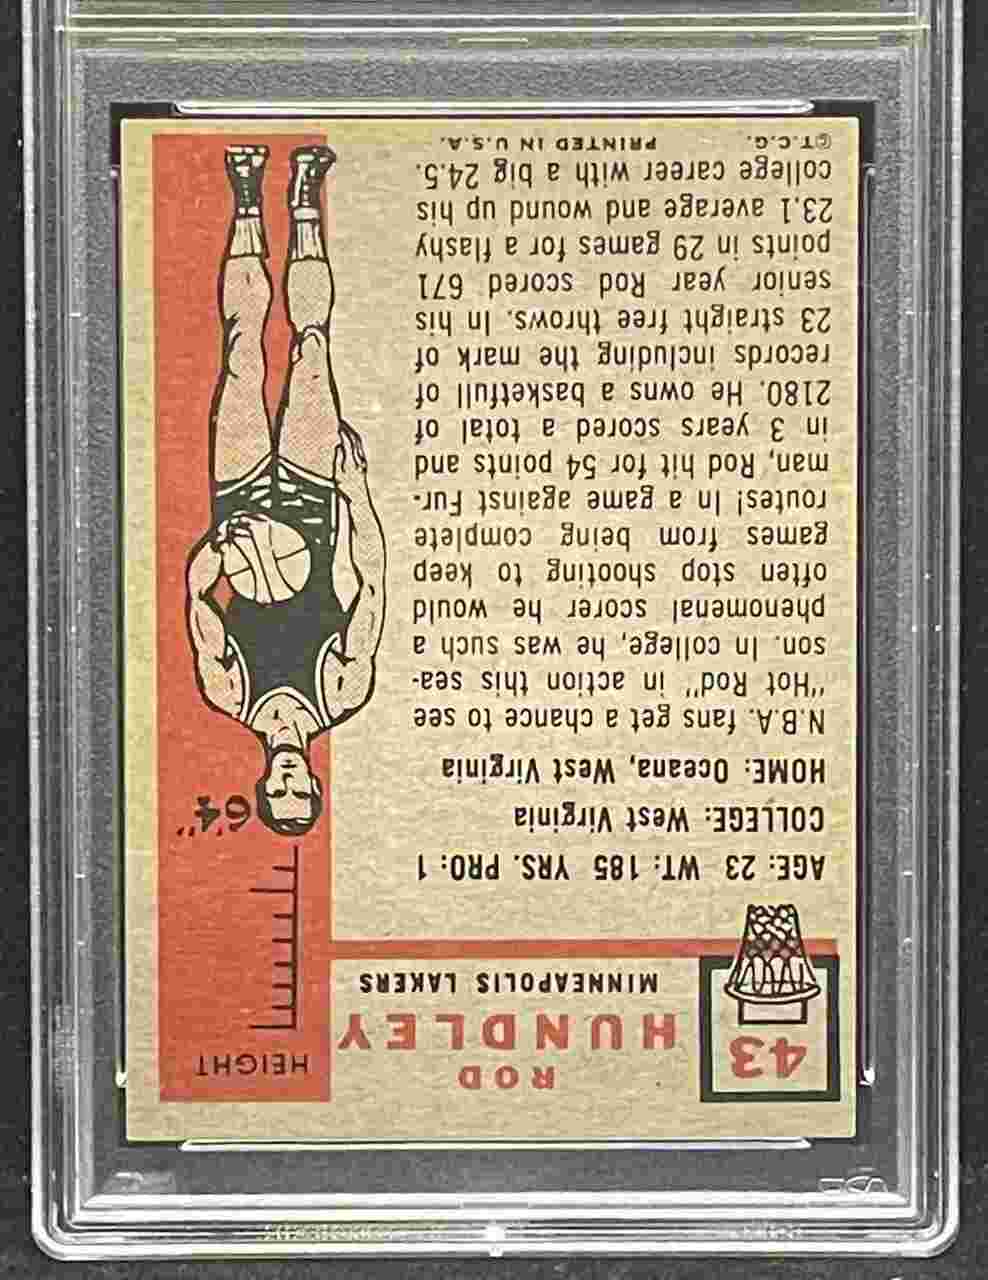 43
ROD
HUNDLEY
MINNEAPOLIS LAKERS
HEIGHT
6'4"
AGE: 23 WT: 185 YRS. PRO: 1
COLLEGE: West Virginia
HOME: Oceana, West Virginia
N.B.A. fans get a chance to see
"Hot Rod" in action this sea-
son. In college, he was such a
phenomenal scorer he would
often stop shooting to keep
games from being complete
routes! In a game against Fur-
man, Rod hit for 54 points and
in 3 years scored a total of
2180. He owns a basketfull of
records including the mark of
23 straight free throws. In his
senior year Rod scored 671
points in 29 games for a flashy
23.1 average and wound up his
college career with a big 24.5.
©T.C.G. PRINTED IN U.S.A.
PSA